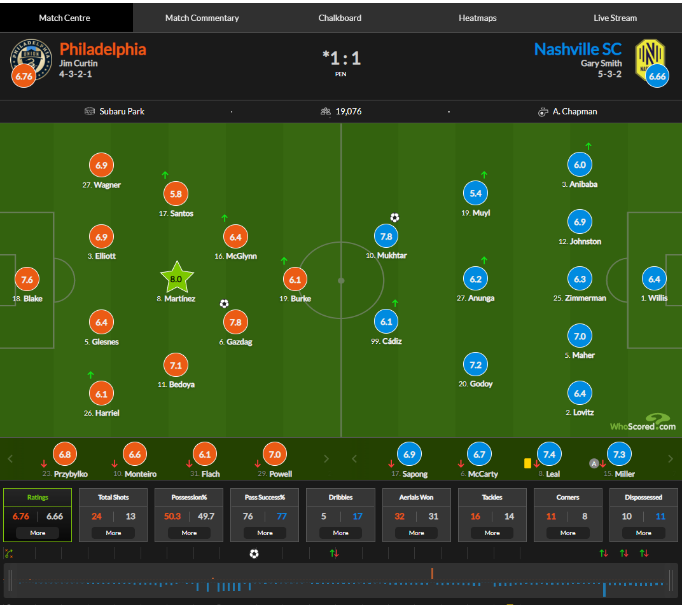 Match Centre
Match Commentary
Chalkboard
Heatmaps
Live Stream
Philadelphia
Jim Curtin
4-3-2-1
6.76
*1 : 1
PEN
Nashville SC
Gary Smith
5-3-2
6.66
Subaru Park
19,076
A. Chapman
6.9
27. Wagner
5.8
17. Santos
6.9
3. Elliott
6.4
16. McGlynn
7.6
18. Blake
8.0
8. Martínez
6.1
19. Burke
6.4
5. Glesnes
7.8
6. Gazdag
7.1
11. Bedoya
6.1
26. Harriel
7.8
10. Mukhtar
6.1
99. Cádiz
5.4
19. Muyl
6.2
27. Anunga
7.2
20. Godoy
6.0
3. Anibaba
6.9
12. Johnston
6.3
25. Zimmerman
7.0
5. Maher
6.4
2. Lovitz
6.4
1. Willis
WhoScored.com
6.8
23. Przybylko
6.6
10. Monteiro
6.1
31. Flach
7.0
29. Powell
6.9
17. Sapong
6.7
6. McCarty
7.4
8. Leal
A
7.3
15. Miller
Ratings
6.76 6.66
More
Total Shots
24 13
More
Possession%
50.3 49.7
More
Pass Success%
76 77
More
Dribbles
5 17
More
Aerials Won
32 31
More
Tackles
16 14
More
Corners
11 8
More
Dispossessed
10 11
More